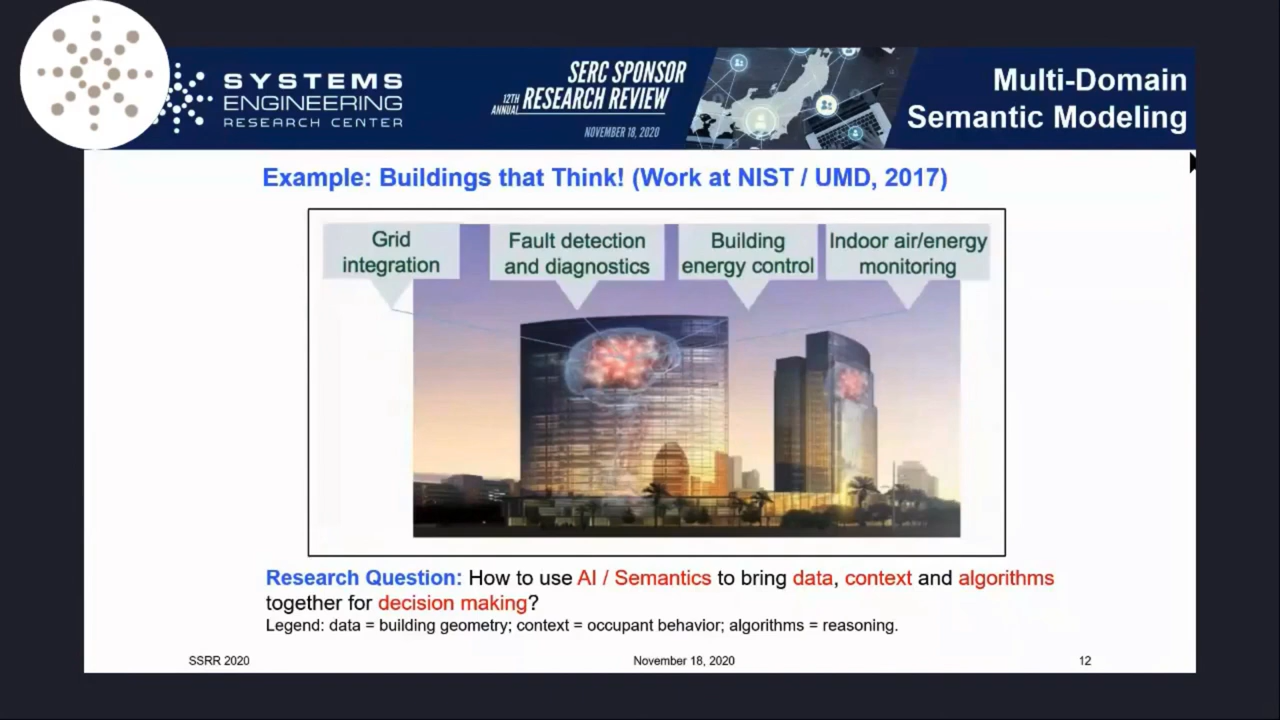 SYSTEMS
ENGINEERING
RESEARCH CENTER
SERC SPONSOR
12TH
ANNUAL
RESEARCH REVIEW
NOVEMBER 18, 2020
Multi-Domain
Semantic Modeling
Example: Buildings that Think! (Work at NIST / UMD, 2017)
Grid
integration
Fault detection
and diagnostics
Building
energy control
Indoor air/energy
monitoring
Research Question: How to use AI / Semantics to bring data, context and algorithms
together for decision making?
Legend: data = building geometry; context = occupant behavior; algorithms = reasoning.
SSRR 2020
November 18, 2020
12